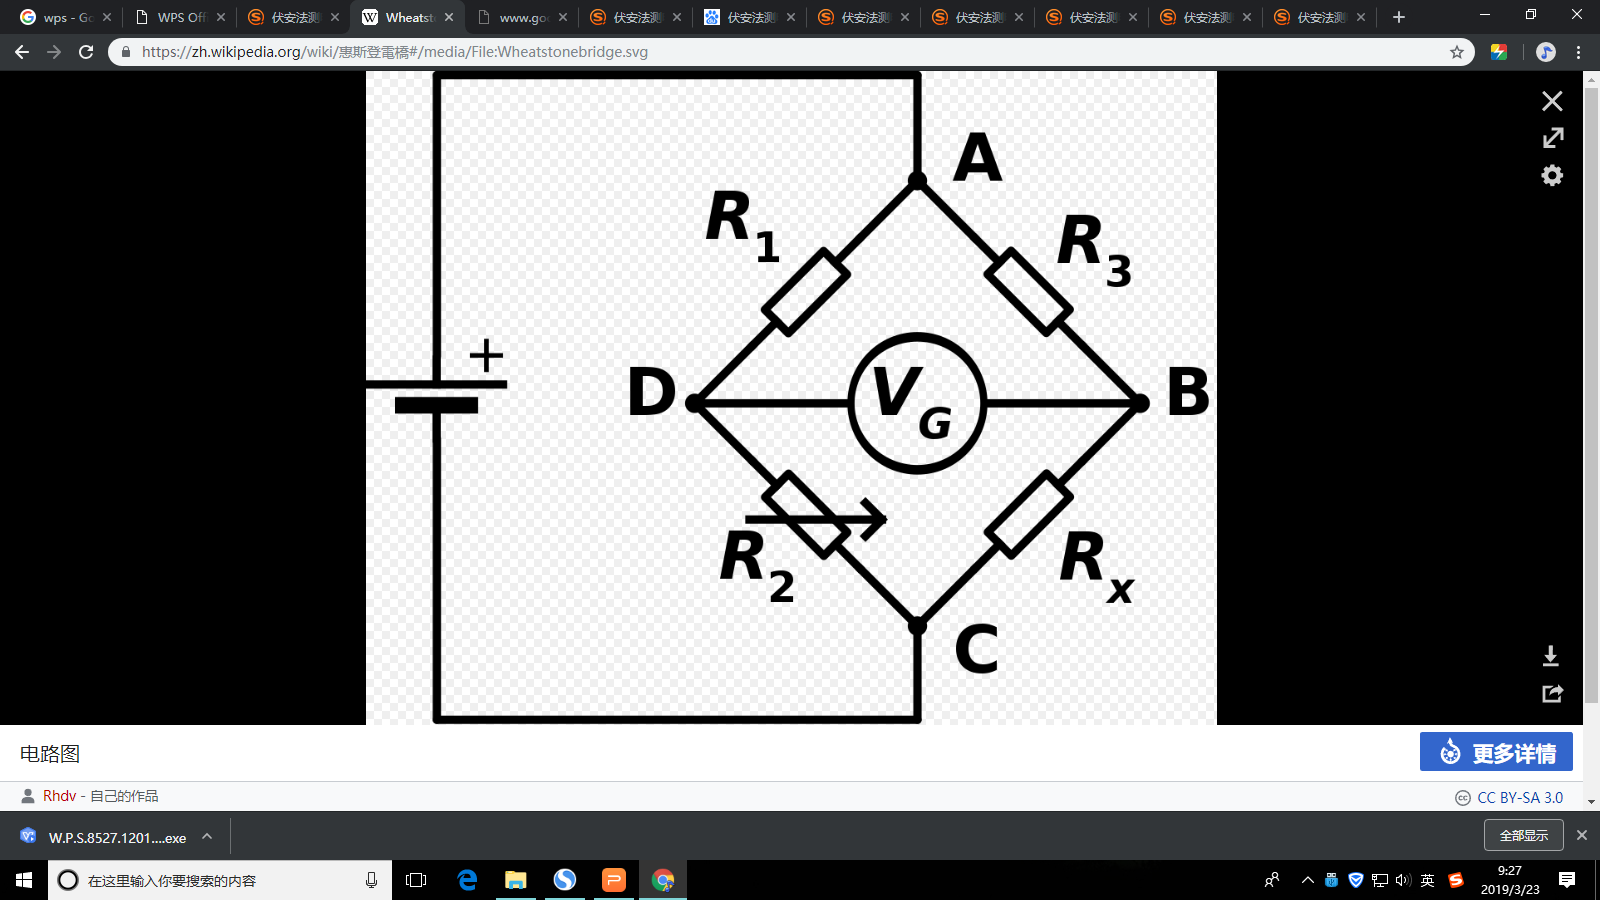 wps - Go
WPS Off
伏安法测
Wheatst
www.goo
伏安法测
伏安法测
伏安法测
伏安法测
伏安法测
伏安法测
伏安法测
https://zh.wikipedia.org/wiki/惠斯登電橋#/media/File:Wheatstonebridge.svg
A
R1
R3
+
D
VG
B
R2
Rx
C
电路图
更多详情
Rhdv - 自己的作品
CC BY-SA 3.0
W.P.S.8527.1201....exe
全部显示
在这里输入你要搜索的内容
英
9:27
2019/3/23